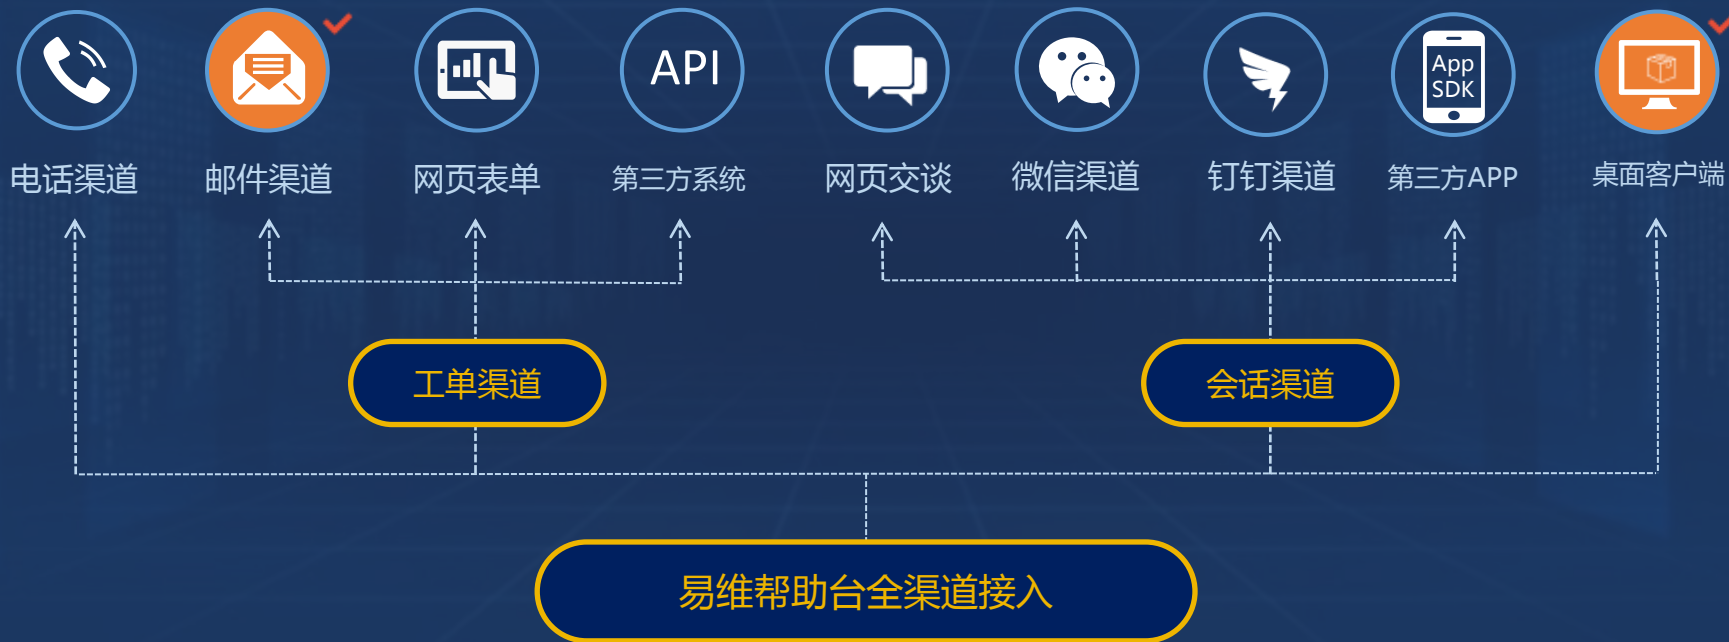 API
App
SDK
电话渠道
邮件渠道
网页表单
第三方系统
网页交谈
微信渠道
钉钉渠道
第三方APP
桌面客户端
工单渠道
会话渠道
易维帮助台全渠道接入